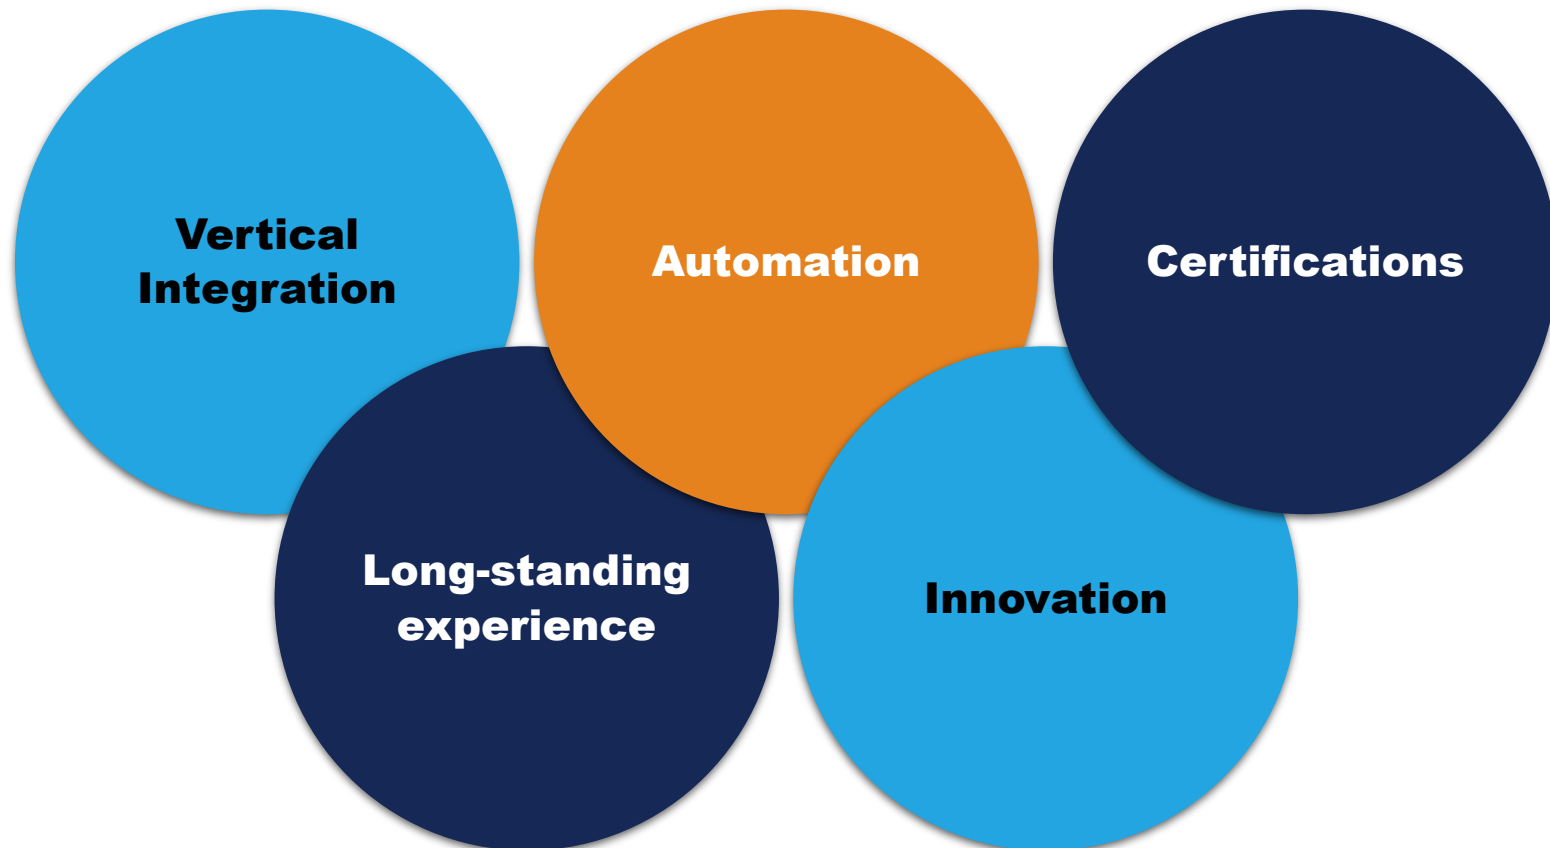 Vertical
Integration
Automation
Certifications
Long-standing
experience
Innovation